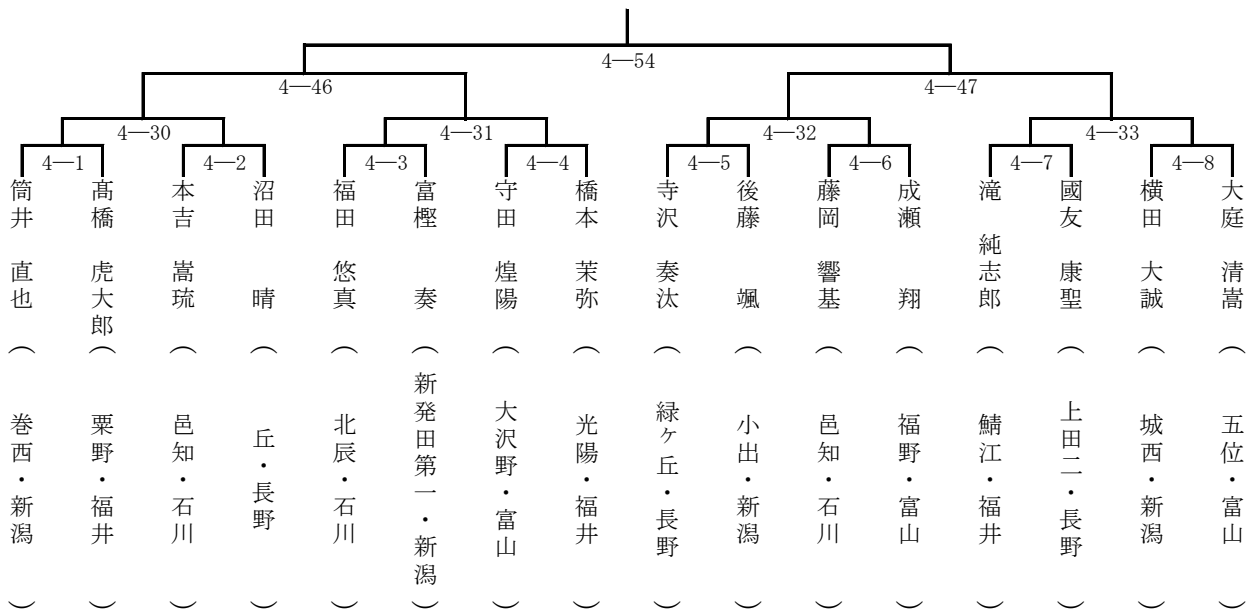 4―54
4―46
4―47
4―30
4―31
4―32
4―33
4―1
4―2
4―3
4―4
4―5
4―6
4―7
4―8
筒井 直也（巻西・新潟）
髙橋 虎大郎（粟野・福井）
本吉 嵩琉（邑知・石川）
沼田 晴（丘・長野）
福田 悠真（北辰・石川）
富樫 奏（新発田第一・新潟）
守田 煌陽（大沢野・富山）
橋本 茉弥（光陽・福井）
寺沢 奏汰（緑ケ丘・長野）
後藤 颯（小出・新潟）
藤岡 響基（邑知・石川）
成瀬 翔（福野・富山）
滝 純志郎（鯖江・福井）
國友 康聖（上田二・長野）
横田 大誠（城西・新潟）
大庭 清嵩（五位・富山）